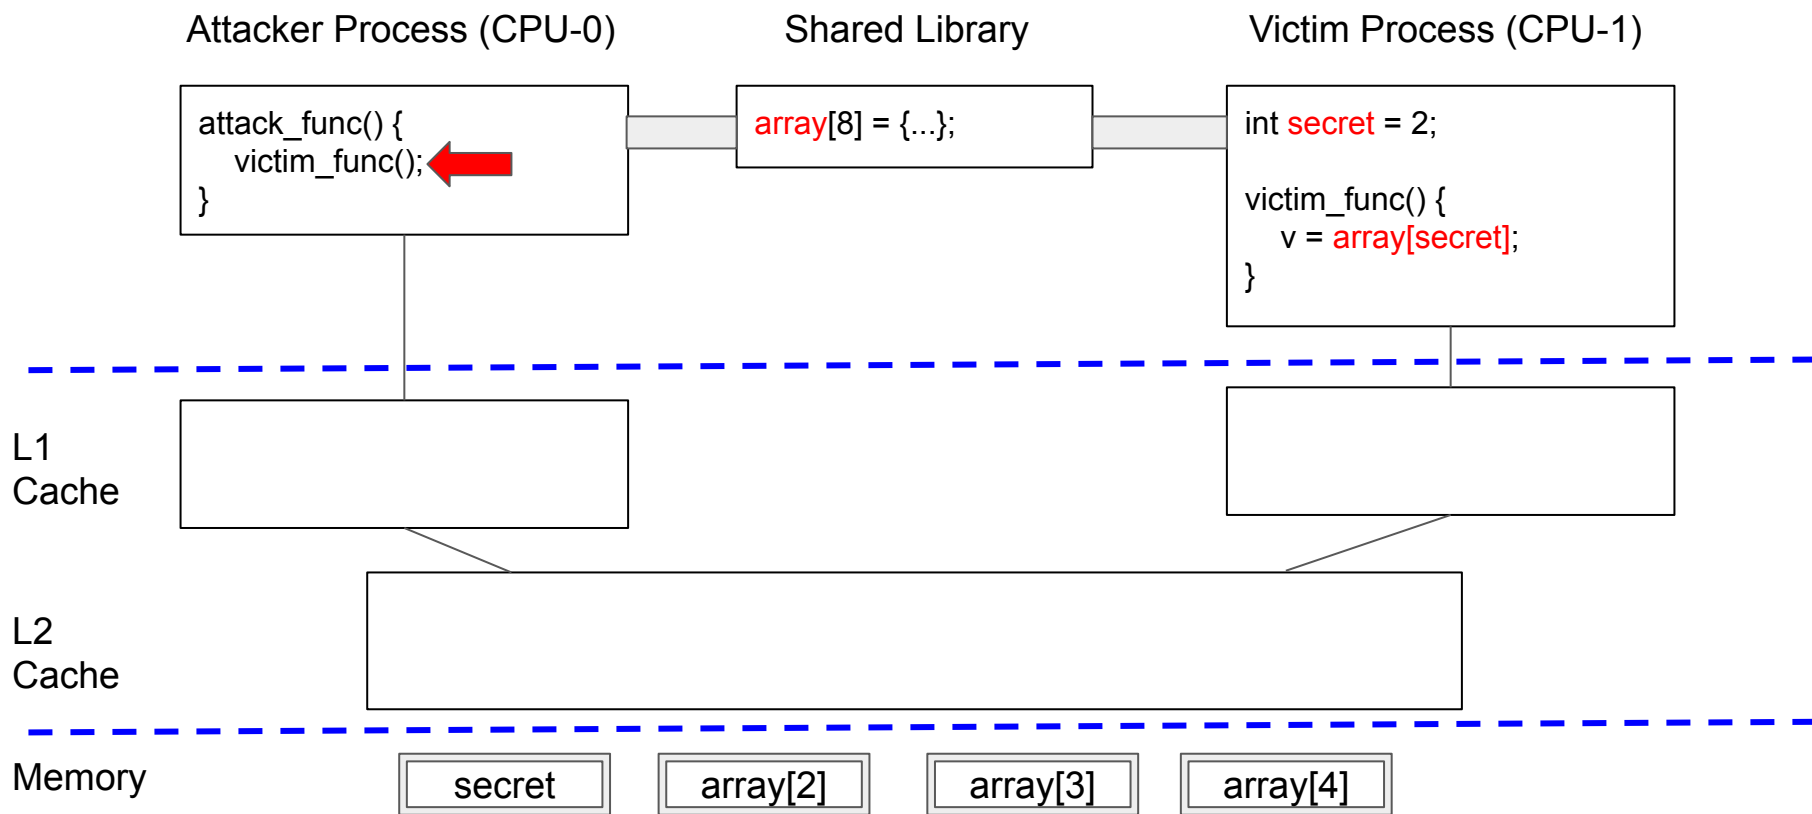 Attacker Process (CPU-0)
Shared Library
Victim Process (CPU-1)
attack_func() {
victim_func();
}
array[8] = {...};
int secret = 2;
victim_func() {
v = array[secret];
}
L1
Cache
L2
Cache
Memory
secret
array[2]
array[3]
array[4]